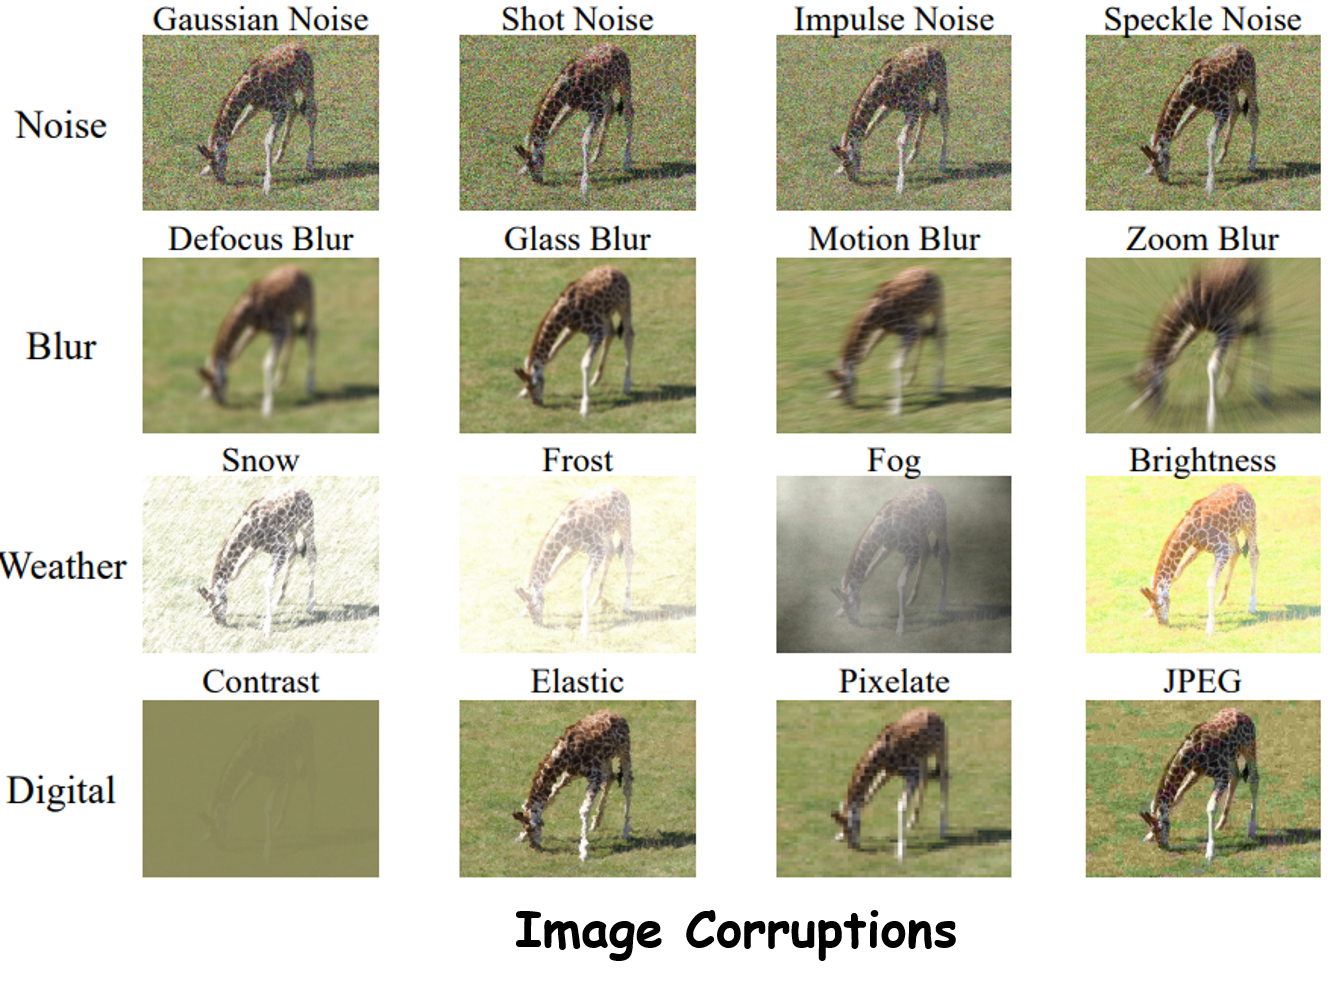 Gaussian Noise Shot Noise Impulse Noise Speckle Noise
Noise
Defocus Blur Glass Blur Motion Blur Zoom Blur
Blur
Snow Frost Fog Brightness
Weather
Contrast Elastic Pixelate JPEG
Digital
Image Corruptions